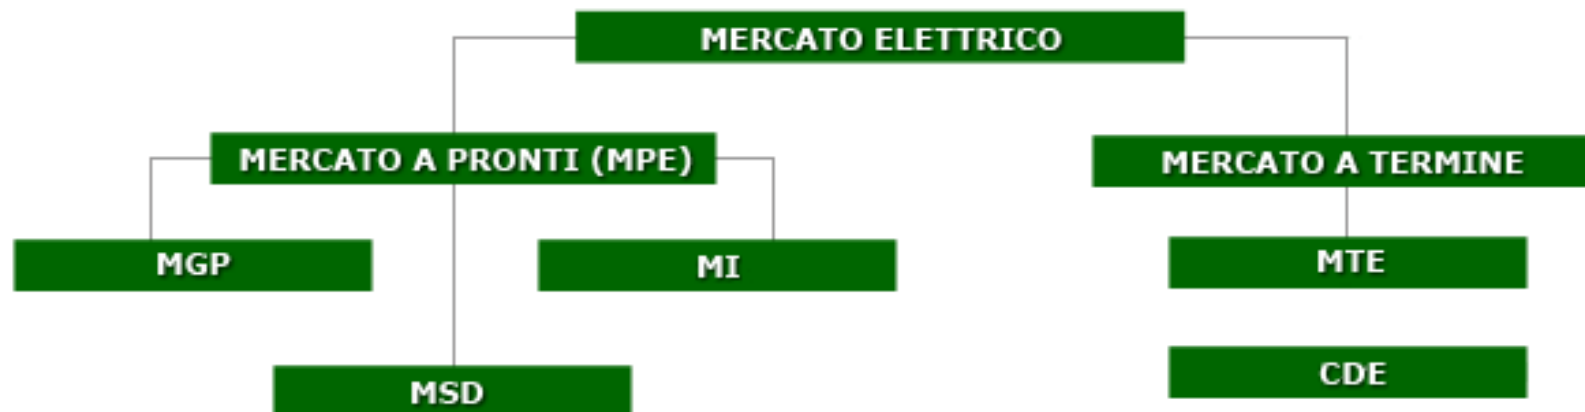 MERCATO ELETTRICO
MERCATO A PRONTI (MPE)
MERCATO A TERMINE
MGP
MI
MTE
MSD
CDE